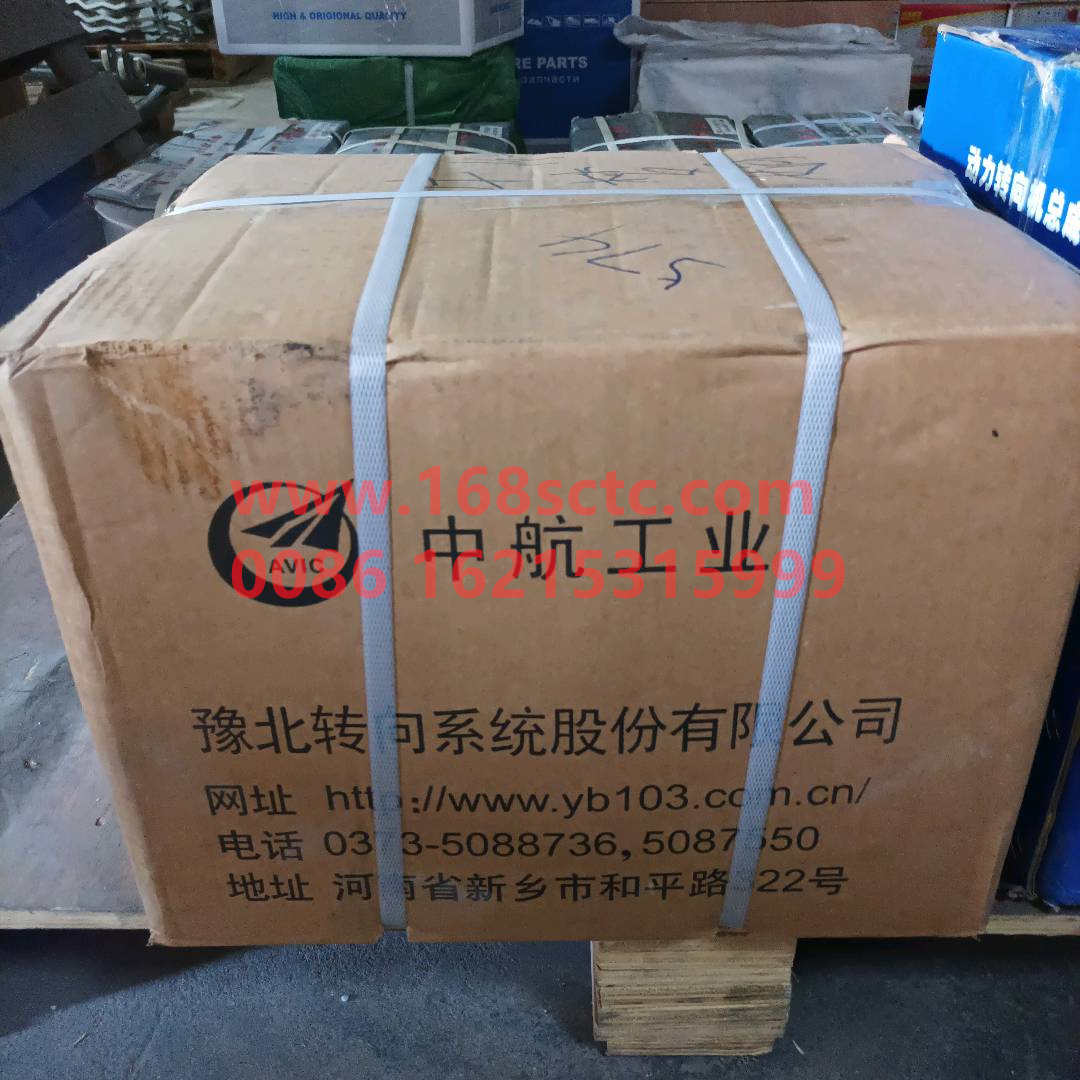 HIGH & ORIGIONAL QUALITY
RE PARTS
запчасти
动力转向机总成
574
www.168sctc.com
AVIC
中航工业
0086 16215315999
豫北转向系统股份有限公司
网址 http://www.yb103.com.cn/
电话 0373-5088736,5087650
地址 河南省新乡市和平路 22号